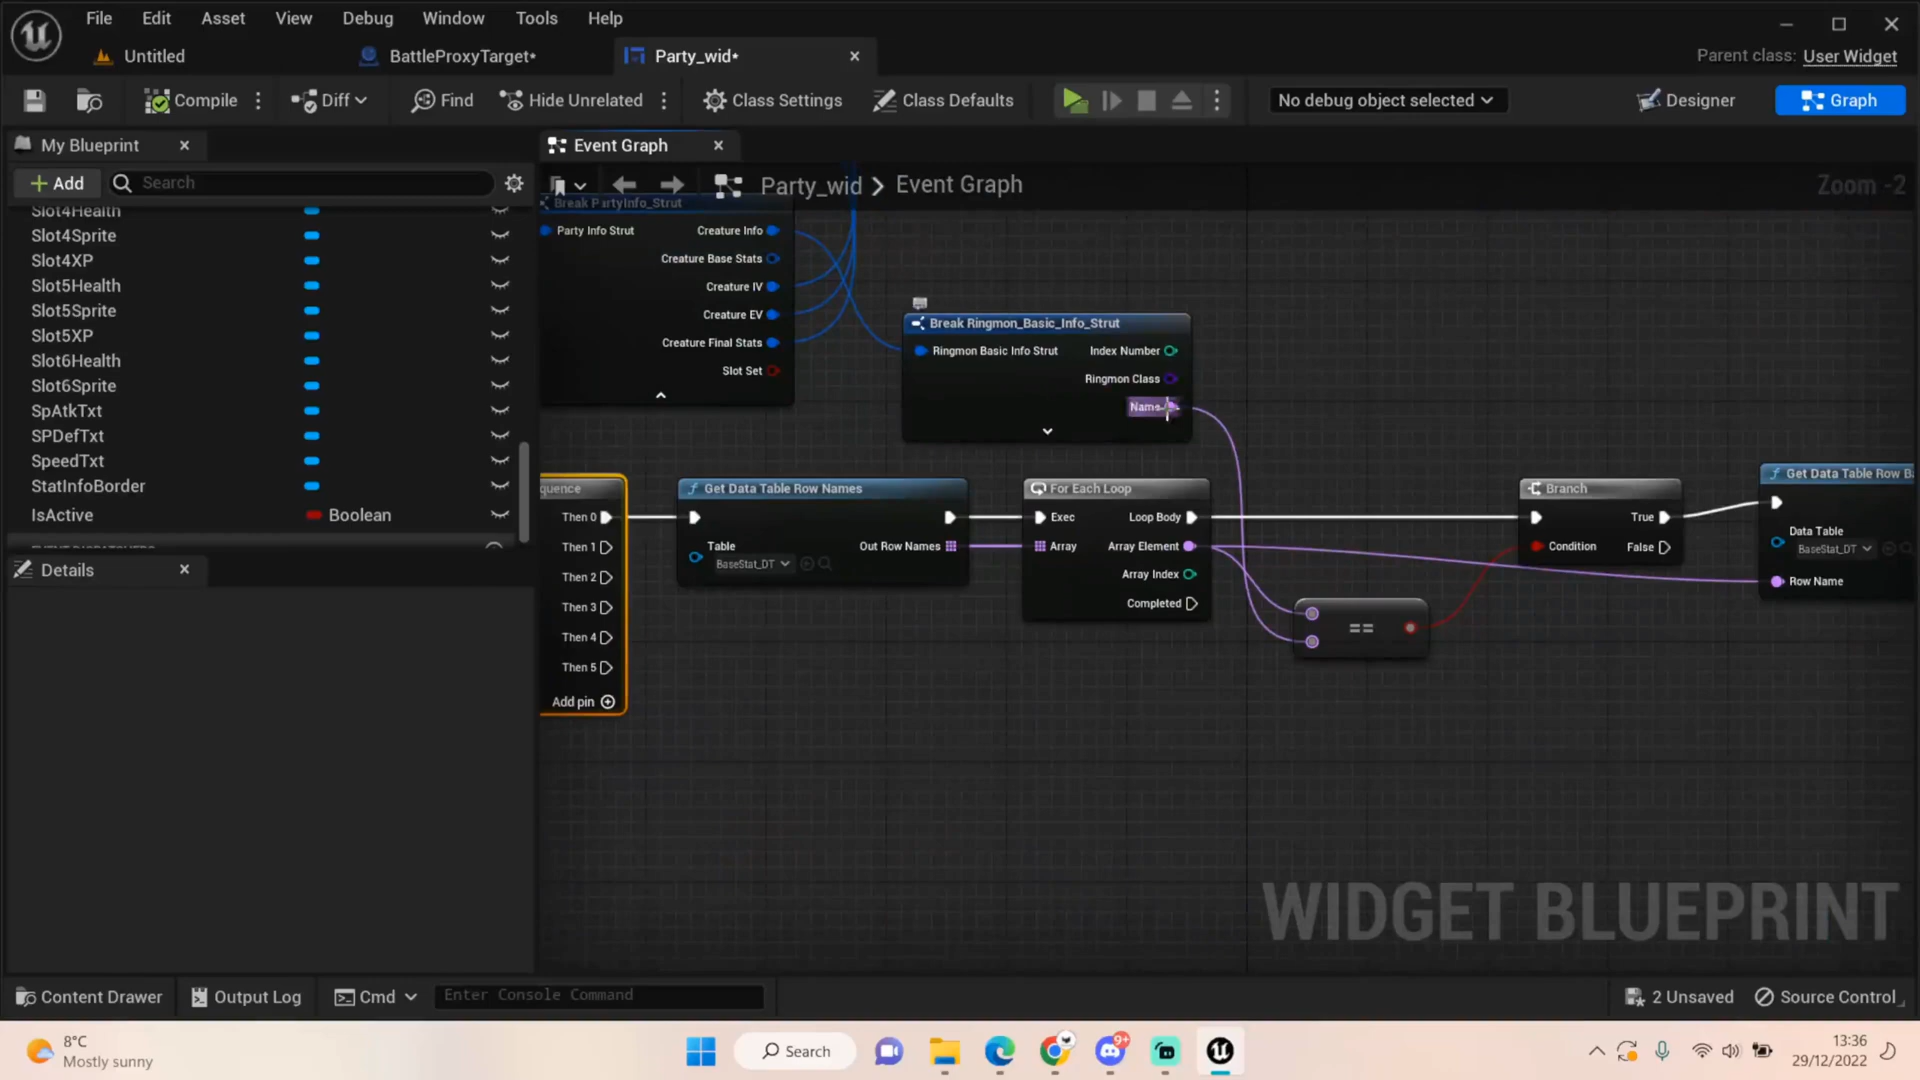 File Edit Asset View Debug Window Tools Help
Untitled BattleProxyTarget* Party_wid*
Parent class: User Widget
Compile Diff Find Hide Unrelated Class Settings Class Defaults No debug object selected Designer Graph
My Blueprint Event Graph
Add Search
Party_wid > Event Graph Zoom -2
Slot4Health
Slot4Sprite
Slot4XP
Slot5Health
Slot5Sprite
Slot5XP
Slot6Health
Slot6Sprite
SpAtkTxt
SPDefTxt
SpeedTxt
StatInfoBorder
IsActive Boolean
Details
Break PartyInfo_Strut
Party Info Strut Creature Info
Creature Base Stats
Creature IV
Creature EV
Creature Final Stats
Slot Set
Break Ringmon_Basic_Info_Strut
Ringmon Basic Info Strut Index Number
Ringmon Class
Name
quence
Then 0
Then 1
Then 2
Then 3
Then 4
Then 5
Add pin
Get Data Table Row Names
Table
BaseStat_DT
Out Row Names
For Each Loop
Exec Loop Body
Array Array Element
Array Index
Completed
==
Branch
True
Condition False
Get Data Table Row Ba
Data Table
BaseStat_DT
Row Name
WIDGET BLUEPRINT
Content Drawer Output Log Cmd Enter Console Command 2 Unsaved Source Control
8°C
Mostly sunny
Search
9+
13:36
29/12/2022